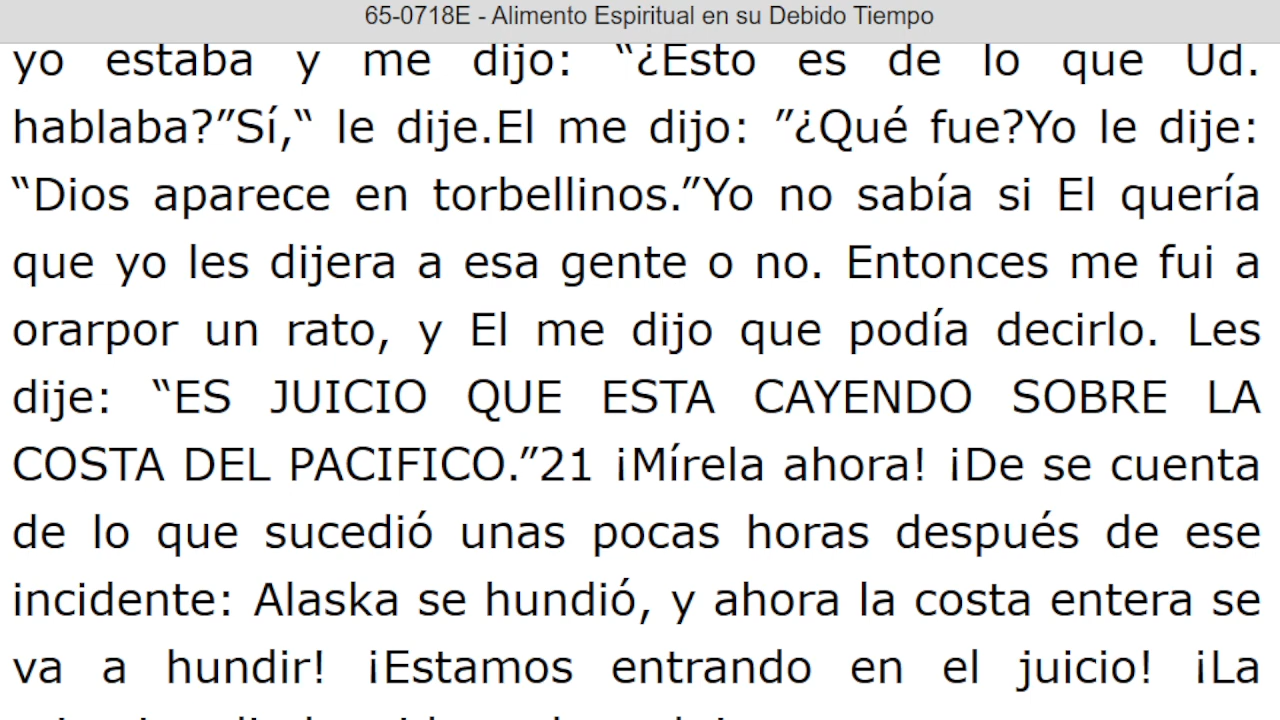 65-0718E - Alimento Espiritual en su Debido Tiempo
yo estaba y me dijo: “¿Esto es de lo que Ud.
hablaba?”Sí,“ le dije.El me dijo: ”¿Qué fue?Yo le dije:
“Dios aparece en torbellinos.”Yo no sabía si El quería
que yo les dijera a esa gente o no. Entonces me fui a
orarpor un rato, y El me dijo que podía decirlo. Les
dije: “ES JUICIO QUE ESTA CAYENDO SOBRE LA
COSTA DEL PACIFICO.”21 ¡Mírela ahora! ¡De se cuenta
de lo que sucedió unas pocas horas después de ese
incidente: Alaska se hundió, y ahora la costa entera se
va a hundir! ¡Estamos entrando en el juicio! ¡La